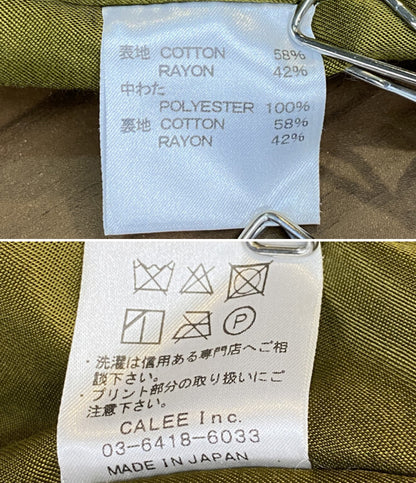 表地 COTTON 58%
RAYON 42%
中わた
POLYESTER 100%
裏地 COTTON 58%
RAYON 42%
P
・洗濯は信用ある専門店へご相
談下さい。
・プリント部分の取り扱いにご
注意下さい。
CALEE Inc.
03-6418-6033
MADE IN JAPAN